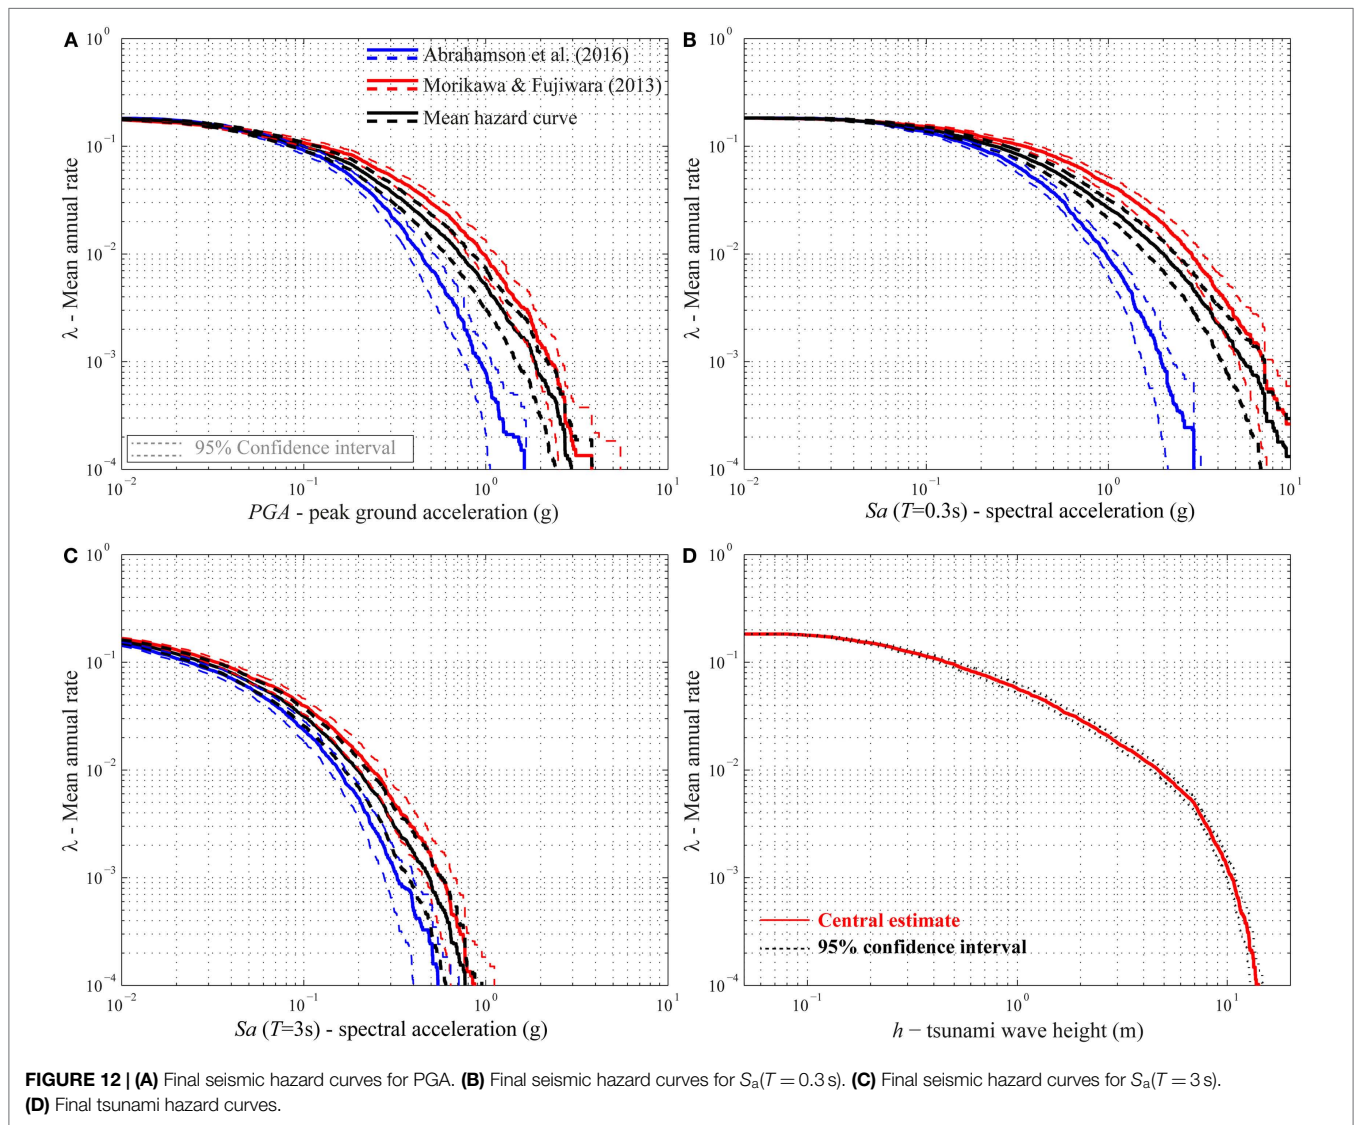 A
10^0
10^-1
10^-2
10^-3
10^-4
λ - Mean annual rate
Abrahamson et al. (2016)
Morikawa & Fujiwara (2013)
Mean hazard curve
95% Confidence interval
10^-2
10^-1
10^0
10^1
PGA - peak ground acceleration (g)
B
10^0
10^-1
10^-2
10^-3
10^-4
λ - Mean annual rate
10^-2
10^-1
10^0
10^1
Sa (T=0.3s) - spectral acceleration (g)
C
10^0
10^-1
10^-2
10^-3
10^-4
λ - Mean annual rate
10^-2
10^-1
10^0
10^1
Sa (T=3s) - spectral acceleration (g)
D
10^0
10^-1
10^-2
10^-3
10^-4
λ - Mean annual rate
Central estimate
95% confidence interval
10^-1
10^0
10^1
h − tsunami wave height (m)
FIGURE 12 | (A) Final seismic hazard curves for PGA. (B) Final seismic hazard curves for Sa(T = 0.3 s). (C) Final seismic hazard curves for Sa(T = 3 s).
(D) Final tsunami hazard curves.